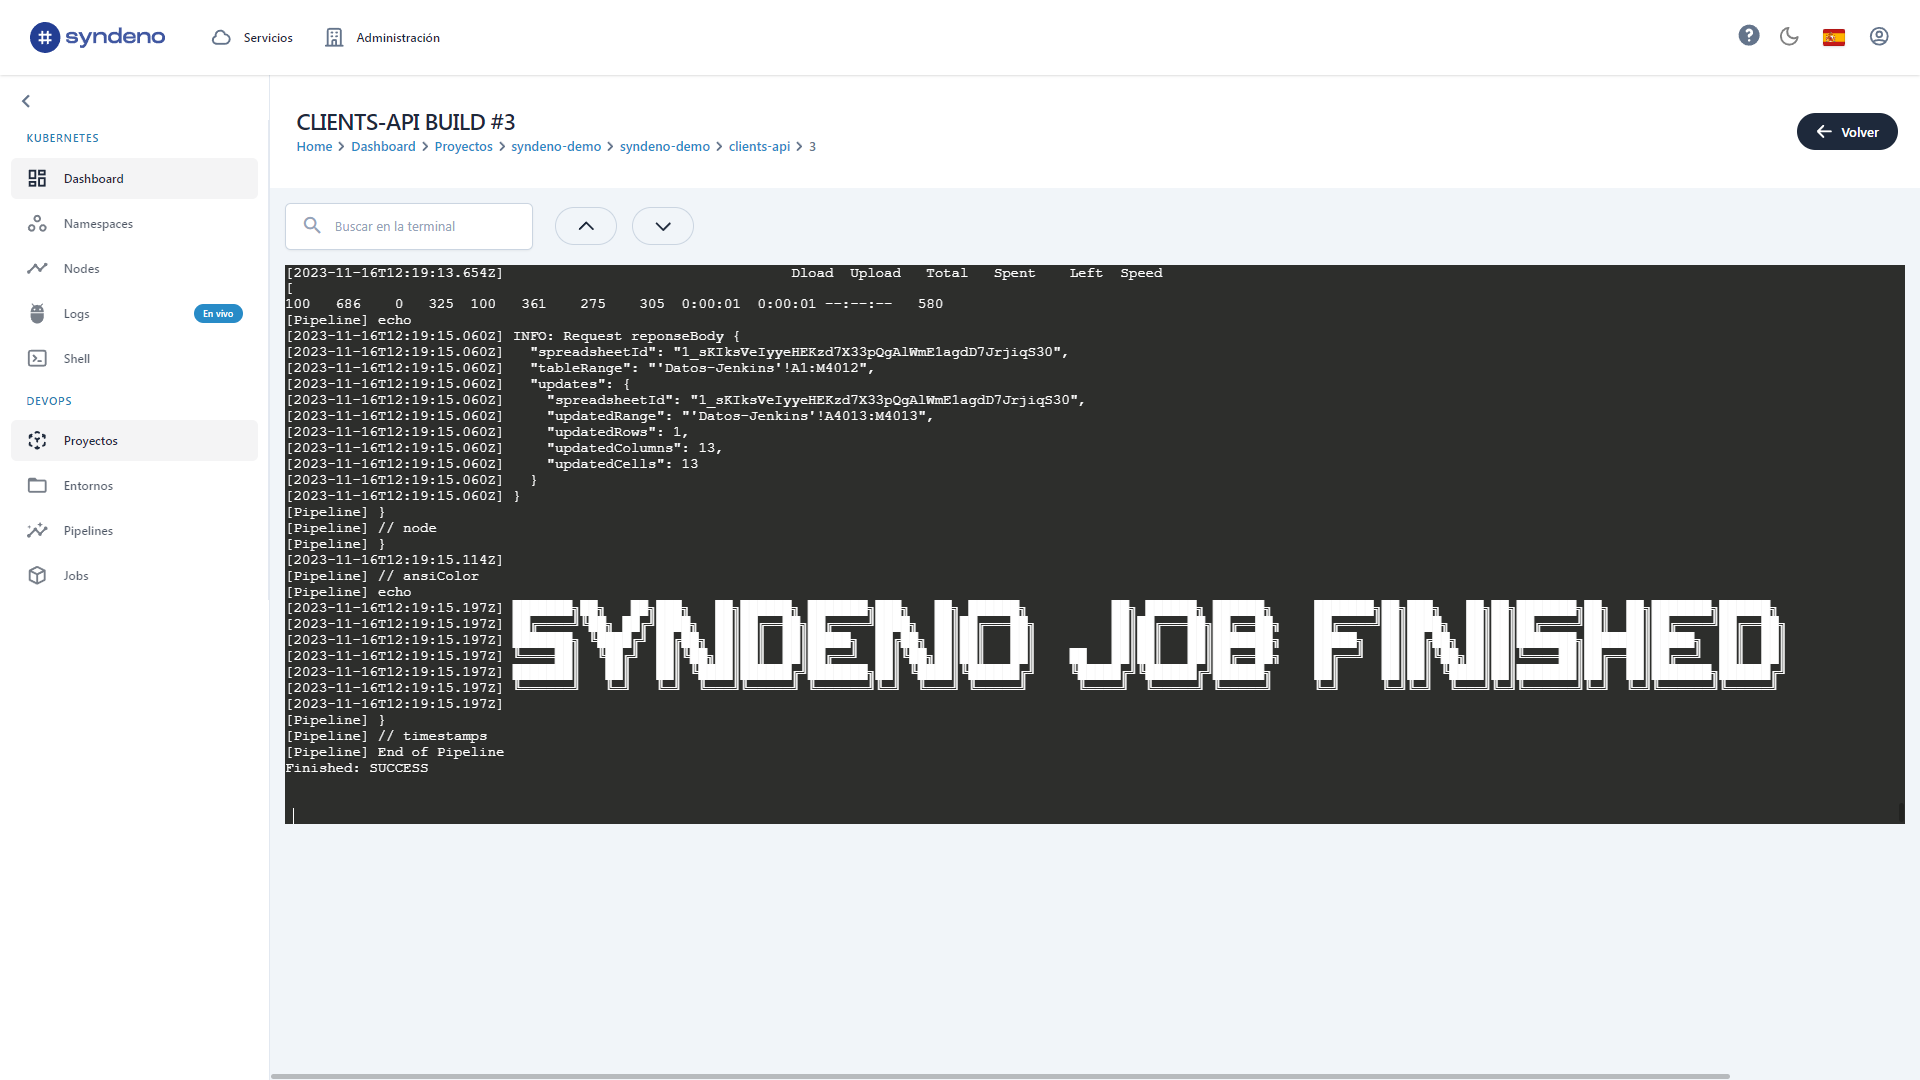 syndeno
Servicios
Administración
KUBERNETES
Dashboard
Namespaces
Nodes
Logs
En vivo
Shell
DEVOPS
Proyectos
Entornos
Pipelines
Jobs
CLIENTS-API BUILD #3
Home > Dashboard > Proyectos > syndeno-demo > syndeno-demo > clients-api > 3
Volver
Buscar en la terminal
[2023-11-16T12:19:13.654Z] Dload Upload Total Spent Left Speed
[
100 686 0 325 100 361 275 305 0:00:01 0:00:01 --:--:-- 580
[Pipeline] echo
[2023-11-16T12:19:15.060Z] INFO: Request reponseBody {
[2023-11-16T12:19:15.060Z] "spreadsheetId": "1_sKIksVeIyyeHEKzd7X33pQgAlWmE1agdD7JrjiqS30",
[2023-11-16T12:19:15.060Z] "tableRange": "'Datos-Jenkins'!A1:M4012",
[2023-11-16T12:19:15.060Z] "updates": {
[2023-11-16T12:19:15.060Z] "spreadsheetId": "1_sKIksVeIyyeHEKzd7X33pQgAlWmE1agdD7JrjiqS30",
[2023-11-16T12:19:15.060Z] "updatedRange": "'Datos-Jenkins'!A4013:M4013",
[2023-11-16T12:19:15.060Z] "updatedRows": 1,
[2023-11-16T12:19:15.060Z] "updatedColumns": 13,
[2023-11-16T12:19:15.060Z] "updatedCells": 13
[2023-11-16T12:19:15.060Z] }
[2023-11-16T12:19:15.060Z] }
[Pipeline] }
[Pipeline] // node
[Pipeline] }
[2023-11-16T12:19:15.114Z]
[Pipeline] // ansiColor
[Pipeline] echo
[2023-11-16T12:19:15.197Z]
[2023-11-16T12:19:15.197Z]
[2023-11-16T12:19:15.197Z] SYNDENO JOB FINISHED
[2023-11-16T12:19:15.197Z]
[2023-11-16T12:19:15.197Z]
[2023-11-16T12:19:15.197Z]
[2023-11-16T12:19:15.197Z]
[Pipeline] }
[Pipeline] // timestamps
[Pipeline] End of Pipeline
Finished: SUCCESS